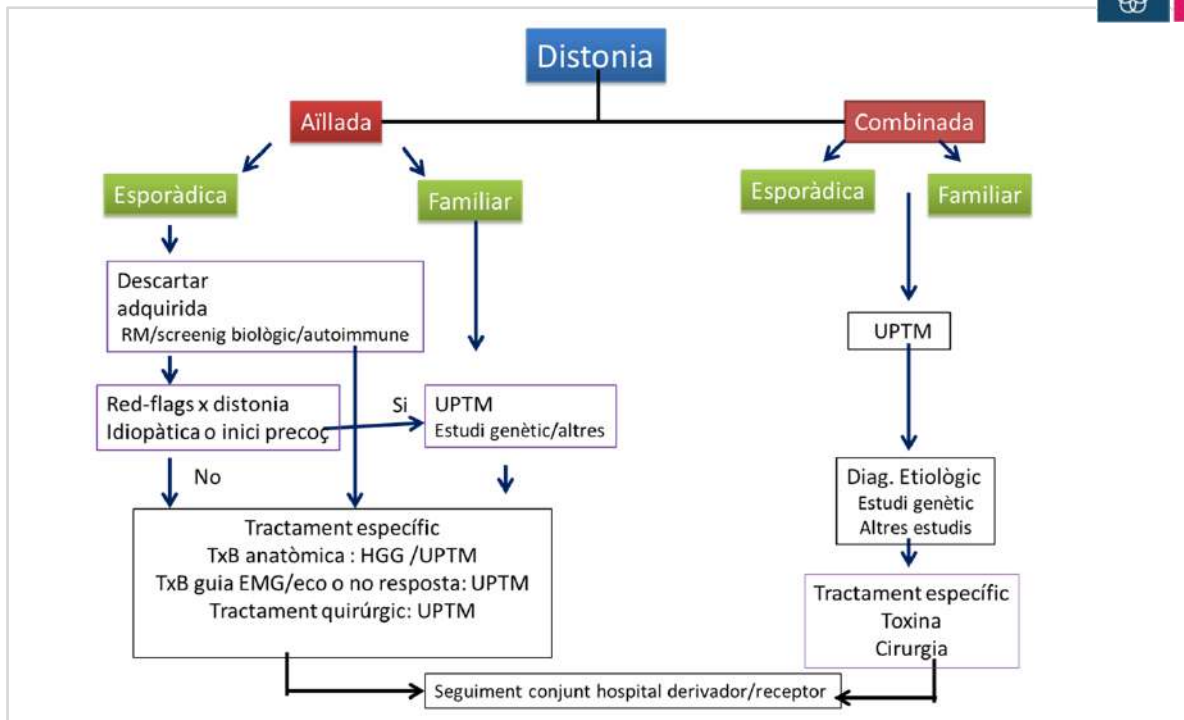 Distonia
Aïllada
Combinada
Esporàdica
Familiar
Esporàdica
Familiar
Descartar
adquirida
RM/screenig biològic/autoimmune
UPTM
Red-flags x distonia
Idiopàtica o inici precoç
Si
UPTM
Estudi genètic/altres
No
Diag. Etiològic
Estudi genètic
Altres estudis
Tractament específic
TxB anatòmica : HGG /UPTM
TxB guia EMG/eco o no resposta: UPTM
Tractament quirúrgic: UPTM
Tractament específic
Toxina
Cirurgia
Seguiment conjunt hospital derivador/receptor